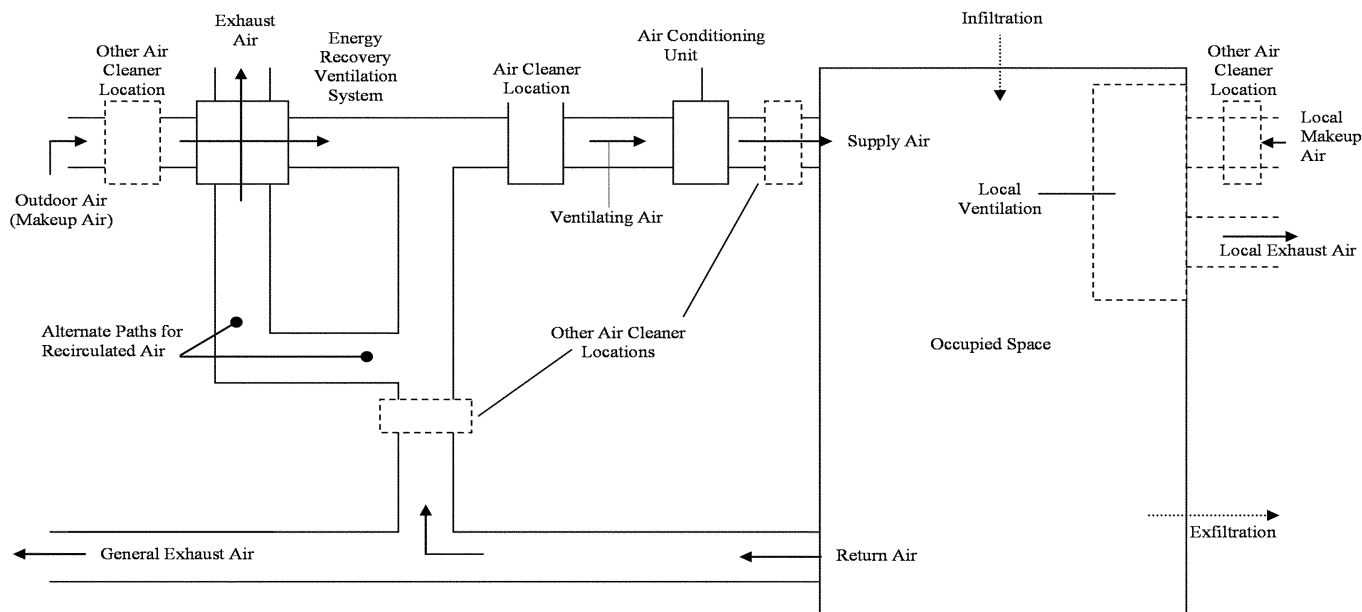 Exhaust
Air
Other Air
Cleaner
Location
Energy
Recovery
Ventilation
System
Air Cleaner
Location
Air Conditioning
Unit
Infiltration
Other Air
Cleaner
Location
Local
Makeup
Air
Supply Air
Outdoor Air
(Makeup Air)
Ventilating Air
Local
Ventilation
Local Exhaust Air
Alternate Paths for
Recirculated Air
Other Air Cleaner
Locations
Occupied Space
Exfiltration
General Exhaust Air
Return Air